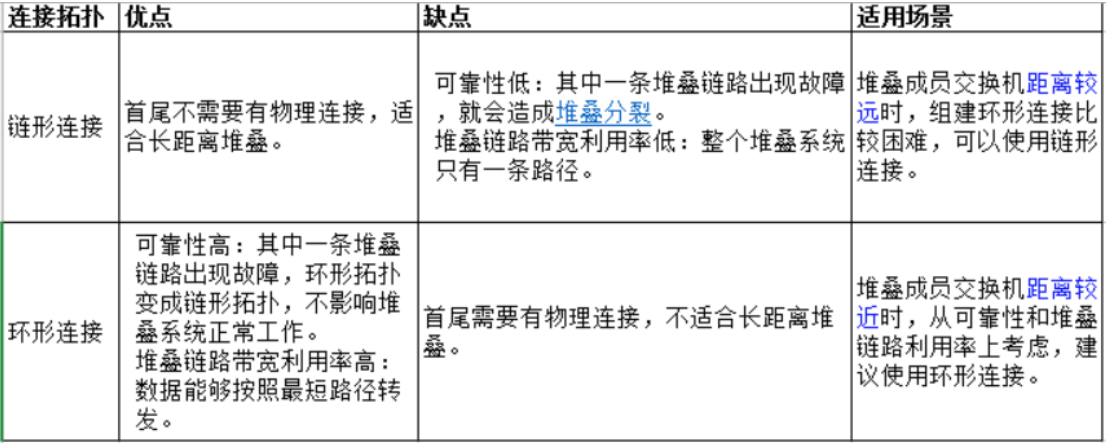 连接拓扑 优点 缺点 适用场景
链形连接
首尾不需要有物理连接，适
合长距离堆叠。
可靠性低：其中一条堆叠链路出现故障
，就会造成堆叠分裂。
堆叠链路带宽利用率低：整个堆叠系统
只有一条路径。
堆叠成员交换机距离较
远时，组建环形连接比
较困难，可以使用链形
连接。
环形连接
可靠性高：其中一条堆叠
链路出现故障，环形拓扑
变成链形拓扑，不影响堆
叠系统正常工作。
堆叠链路带宽利用率高：
数据能够按照最短路径转
发。
首尾需要有物理连接，不适合长距离堆
叠。
堆叠成员交换机距离较
近时，从可靠性和堆叠
链路利用率上考虑，建
议使用环形连接。